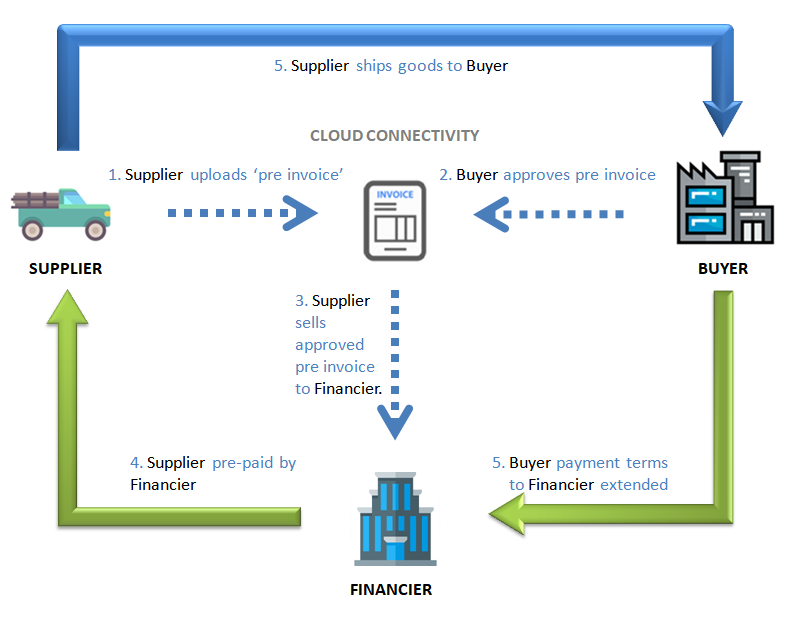 5. Supplier ships goods to Buyer
CLOUD CONNECTIVITY
1. Supplier uploads ‘pre invoice’
2. Buyer approves pre invoice
INVOICE
SUPPLIER
BUYER
3. Supplier
sells
approved
pre invoice
to Financier.
4. Supplier pre-paid by
Financier
5. Buyer payment terms
to Financier extended
FINANCIER